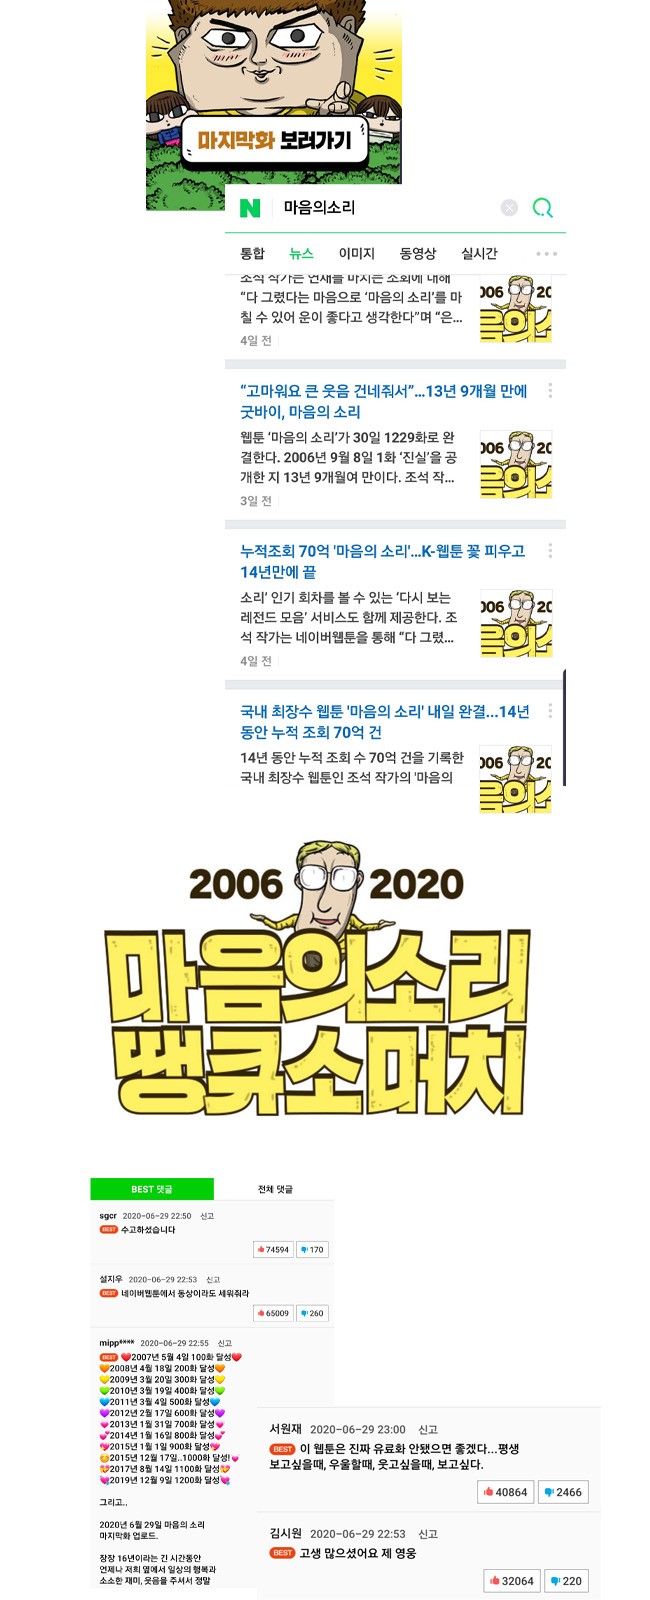 마지막화 보러가기
N 마음의소리
통합 뉴스 이미지 동영상 실시간
조석 작가는 연재를 마치는 소회에 대해
“다 그렸다는 마음으로 ‘마음의 소리’를 마
칠 수 있어 운이 좋다고 생각한다”며 “은...
4일 전
006 20
음의소
“고마워요 큰 웃음 건네줘서”...13년 9개월 만에
굿바이, 마음의 소리
웹툰 ‘마음의 소리’가 30일 1229화로 완
결한다. 2006년 9월 8일 1화 ‘진실’을 공
개한 지 13년 9개월여 만이다. 조석 작...
3일 전
006 20
음의소
누적조회 70억 '마음의 소리'...K-웹툰 꽃 피우고
14년만에 끝
소리’ 인기 회차를 볼 수 있는 ‘다시 보는
레전드 모음’ 서비스도 함께 제공한다. 조
석 작가는 네이버웹툰을 통해 “다 그렸...
4일 전
006 20
음의소
국내 최장수 웹툰 '마음의 소리' 내일 완결...14년
동안 누적 조회 70억 건
14년 동안 누적 조회 수 70억 건을 기록한
국내 최장수 웹툰인 조석 작가의 '마음의
006 20
음의소
2006 2020
마음의소리
땡큐소머치
BEST 댓글 전체 댓글
sgcr 2020-06-29 22:50 신고
BEST 수고하셨습니다
74594 170
설지우 2020-06-29 22:53 신고
BEST 네이버웹툰에서 동상이라도 세워줘라
65009 260
mipp**** 2020-06-29 22:55 신고
BEST ❤️2007년 5월 4일 100화 달성❤️
🧡2008년 4월 18일 200화 달성🧡
💛2009년 3월 20일 300화 달성💛
💚2010년 3월 19일 400화 달성💚
💙2011년 3월 4일 500화 달성💙
💜2012년 2월 17일 600화 달성💜
💗2013년 1월 31일 700화 달성💗
💕2014년 1월 16일 800화 달성💕
💖2015년 1월 1일 900화 달성💖
😊2015년 12월 17일..1000화 달성!💗
💝2017년 8월 14일 1100화 달성💝
💘2019년 12월 9일 1200화 달성💘
그리고..
2020년 6월 29일 마음의 소리
마지막화 업로드.
장장 16년이라는 긴 시간동안
언제나 저희 옆에서 일상의 행복과
소소한 재미, 웃음을 주셔서 정말
서원재 2020-06-29 23:00 신고
BEST 이 웹툰은 진짜 유료화 안됐으면 좋겠다...평생
보고싶을때, 우울할때, 웃고싶을때, 보고싶다.
40864 2466
김시원 2020-06-29 22:53 신고
BEST 고생 많으셨어요 제 영웅
32064 220